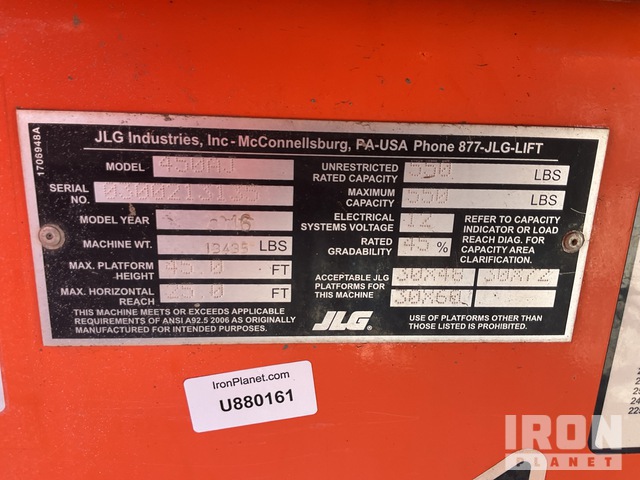 1706948A
JLG Industries, Inc - McConnellsburg, PA-USA Phone 877-JLG-LIFT
MODEL 450AJ
SERIAL NO.
MODEL YEAR
MACHINE WT. LBS
MAX. PLATFORM HEIGHT 45.0 FT
MAX. HORIZONTAL REACH FT
THIS MACHINE MEETS OR EXCEEDS APPLICABLE
REQUIREMENTS OF ANSI A92.5 2006 AS ORIGINALLY
MANUFACTURED FOR INTENDED PURPOSES.
UNRESTRICTED RATED CAPACITY 550 LBS
MAXIMUM CAPACITY 550 LBS
ELECTRICAL SYSTEMS VOLTAGE 12
RATED GRADABILITY 45 %
REFER TO CAPACITY
INDICATOR OR LOAD
REACH DIAG. FOR
CAPACITY AREA
CLARIFICATION.
ACCEPTABLE JLG
PLATFORMS FOR
THIS MACHINE
30X48 30X72
30X60
JLG®
USE OF PLATFORMS OTHER THAN
THOSE LISTED IS PROHIBITED.
IronPlanet.com
U880161
IRON
PLANET